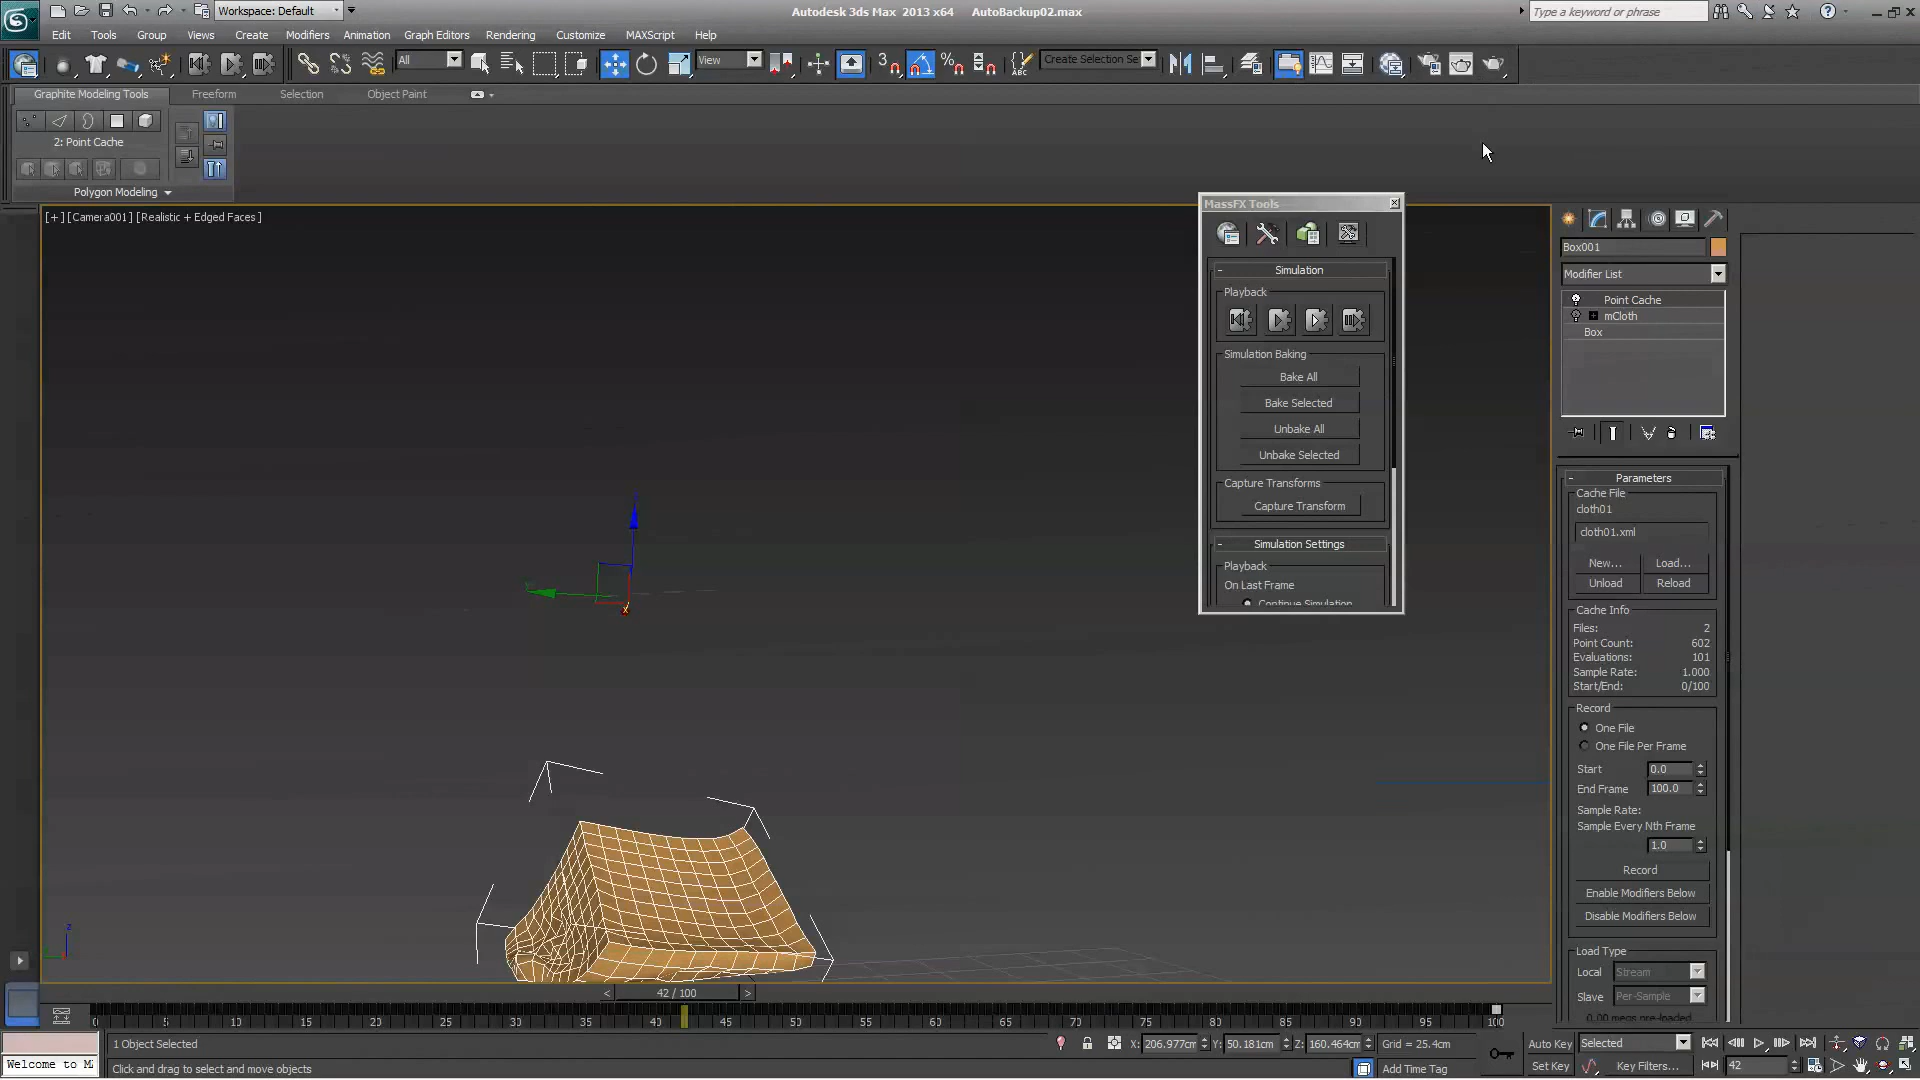 Workspace: Default
Autodesk 3ds Max 2013 x64 AutoBackup02.max
Type a keyword or phrase
Edit Tools Group Views Create Modifiers Animation Graph Editors Rendering Customize MAXScript Help
All
View
3
%
ABC
Create Selection Se
Graphite Modeling Tools Freeform Selection Object Paint
2: Point Cache
Polygon Modeling
[+] [Camera001] [Realistic + Edged Faces]
MassFX Tools
Simulation
Playback
Simulation Baking
Bake All
Bake Selected
Unbake All
Unbake Selected
Capture Transforms
Capture Transform
Simulation Settings
Playback
On Last Frame
Continue Simulation
x
z
Box001
Modifier List
Point Cache
mCloth
Box
Parameters
Cache File
cloth01
cloth01.xml
New... Load...
Unload Reload
Cache Info
Files: 2
Point Count: 602
Evaluations: 101
Sample Rate: 1.000
Start/End: 0/100
Record
One File
One File Per Frame
Start 0.0
End Frame 100.0
Sample Rate:
Sample Every Nth Frame
1.0
Record
Enable Modifiers Below
Disable Modifiers Below
Load Type
Local Stream
Slave Per-Sample
0.00 megs pre-loaded
< 42 / 100 >
0 5 10 15 20 25 30 35 40 45 50 55 60 65 70 75 80 85 90 95 100
1 Object Selected
X: 206.977cm Y: 50.181cm Z: 160.464cm Grid = 25.4cm
Auto Key Selected
Welcome to M
Click and drag to select and move objects
Add Time Tag
Set Key Key Filters... 42